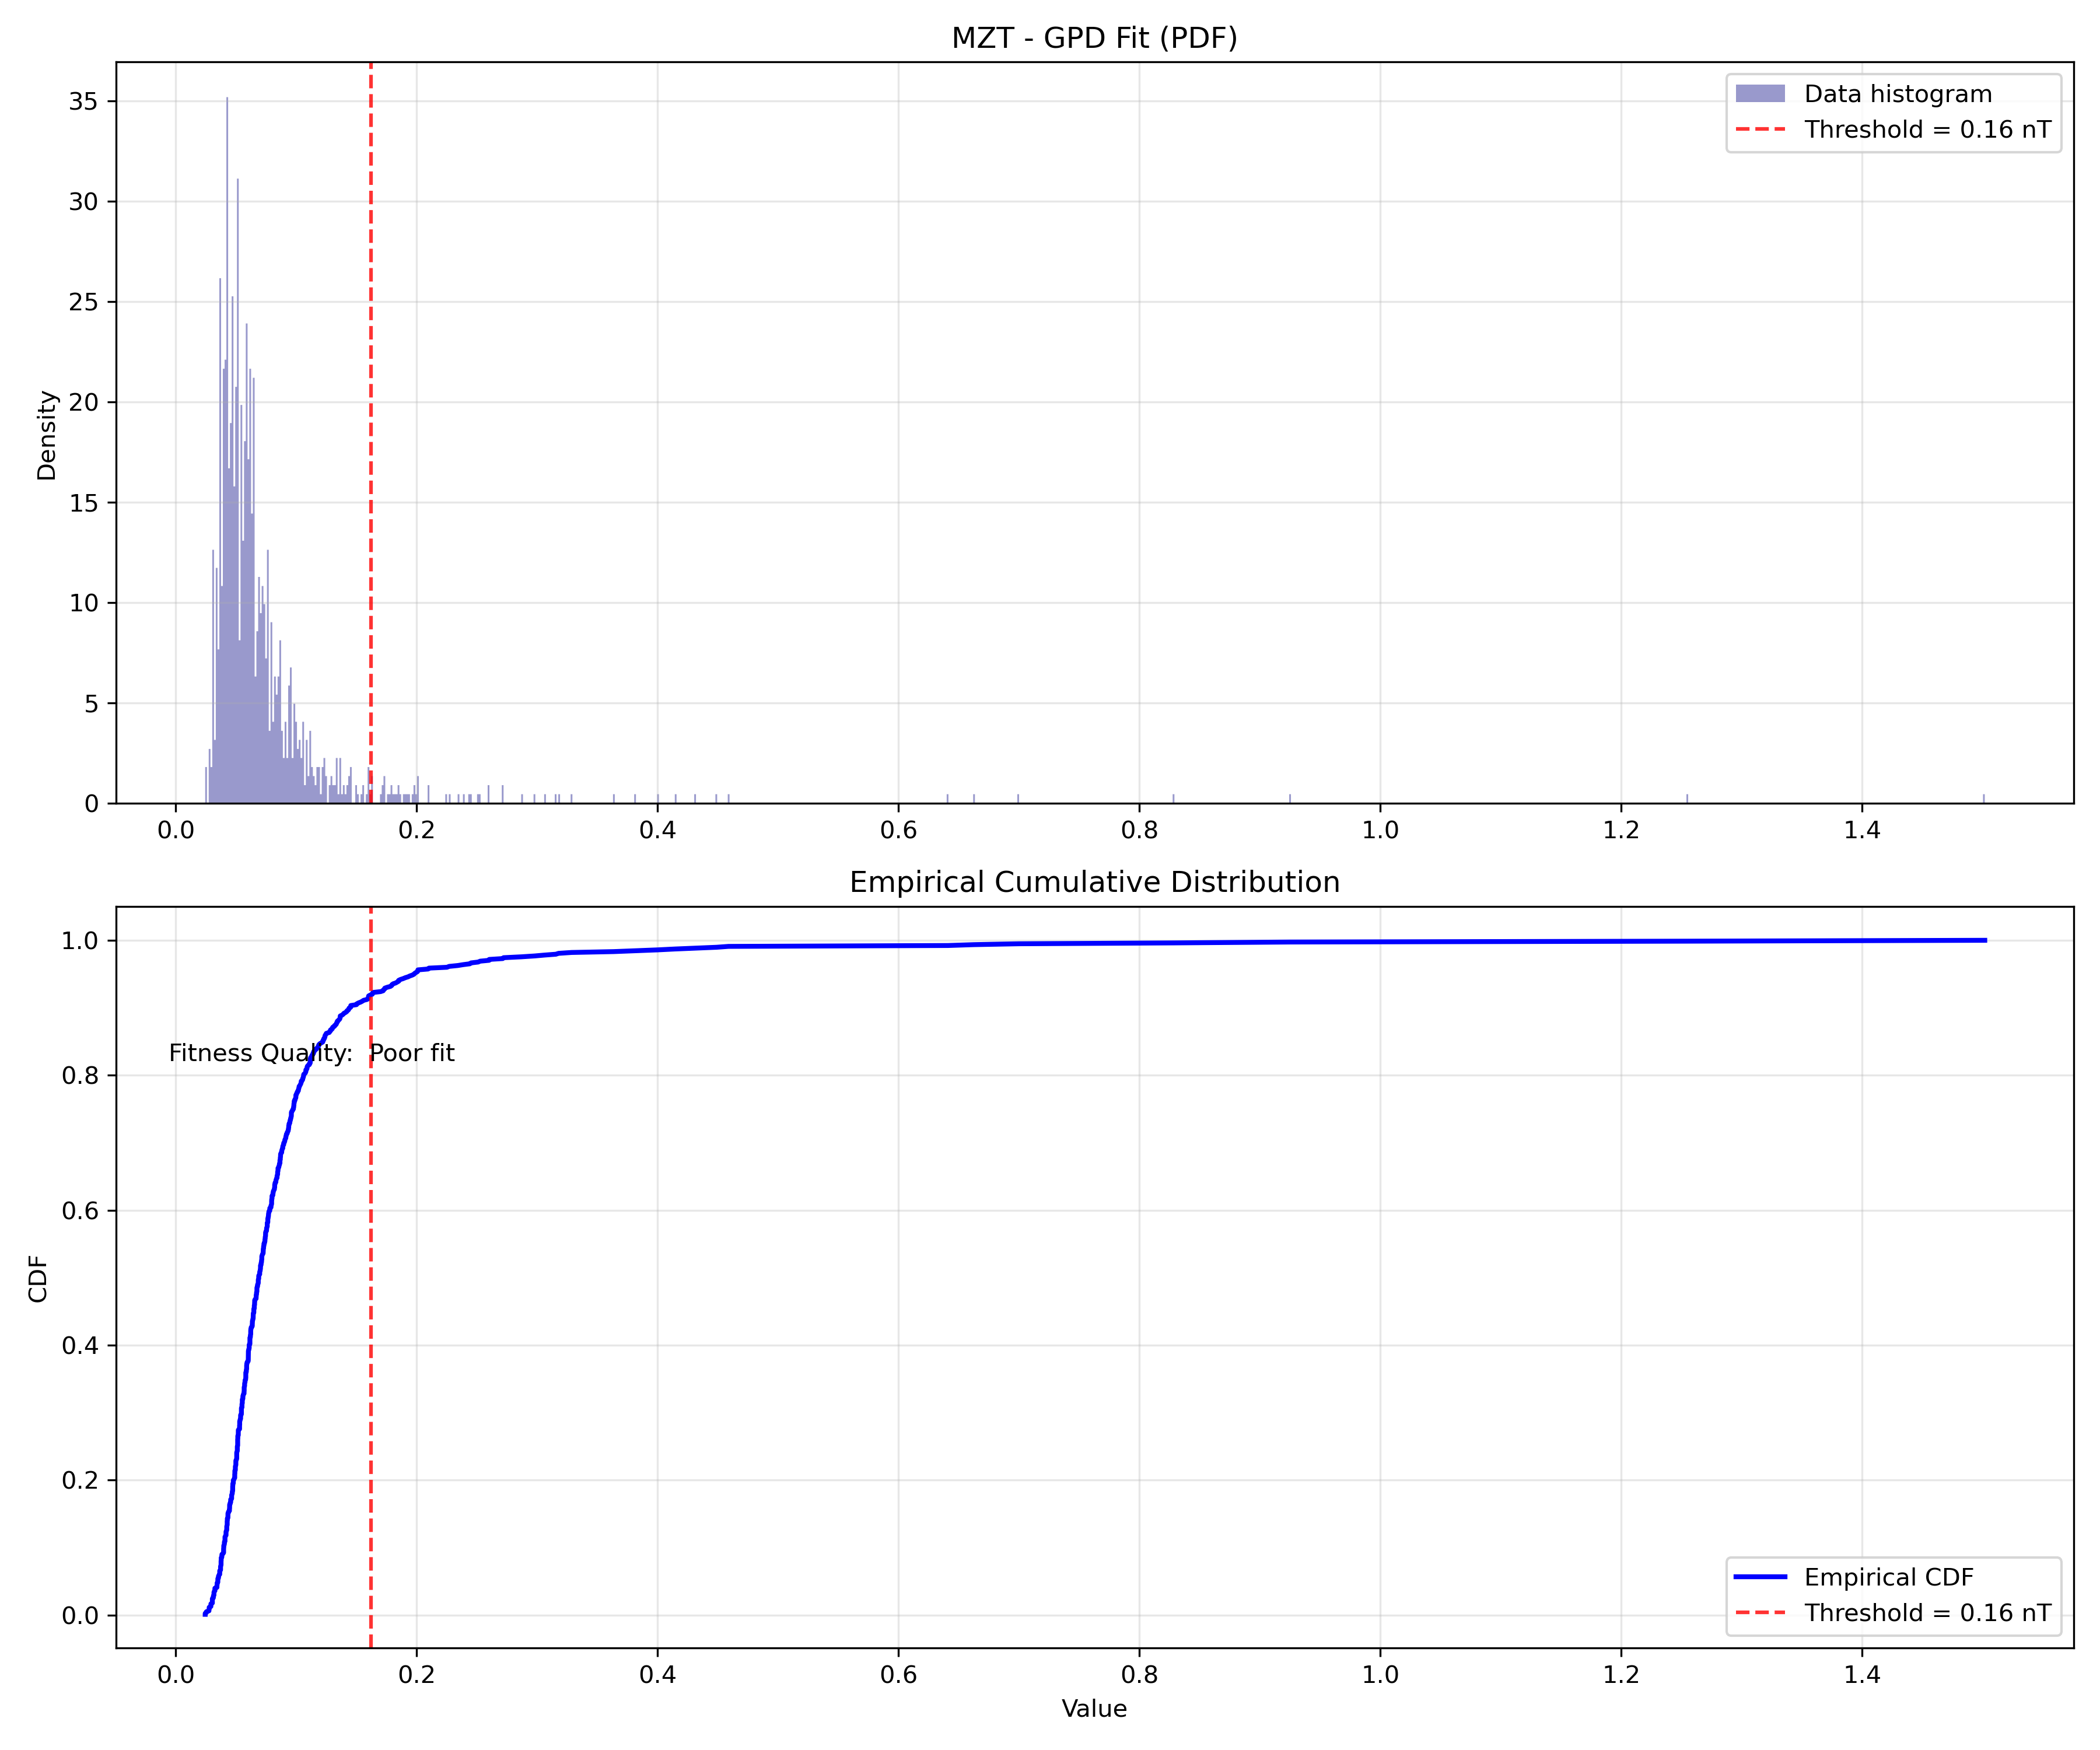 MZT - GPD Fit (PDF)
Density
35
30
25
20
15
10
5
0
Data histogram
Threshold = 0.16 nT
0.0 0.2 0.4 0.6 0.8 1.0 1.2 1.4
Empirical Cumulative Distribution
CDF
1.0
0.8
0.6
0.4
0.2
0.0
Fitness Quality: Poor fit
Empirical CDF
Threshold = 0.16 nT
0.0 0.2 0.4 0.6 0.8 1.0 1.2 1.4
Value